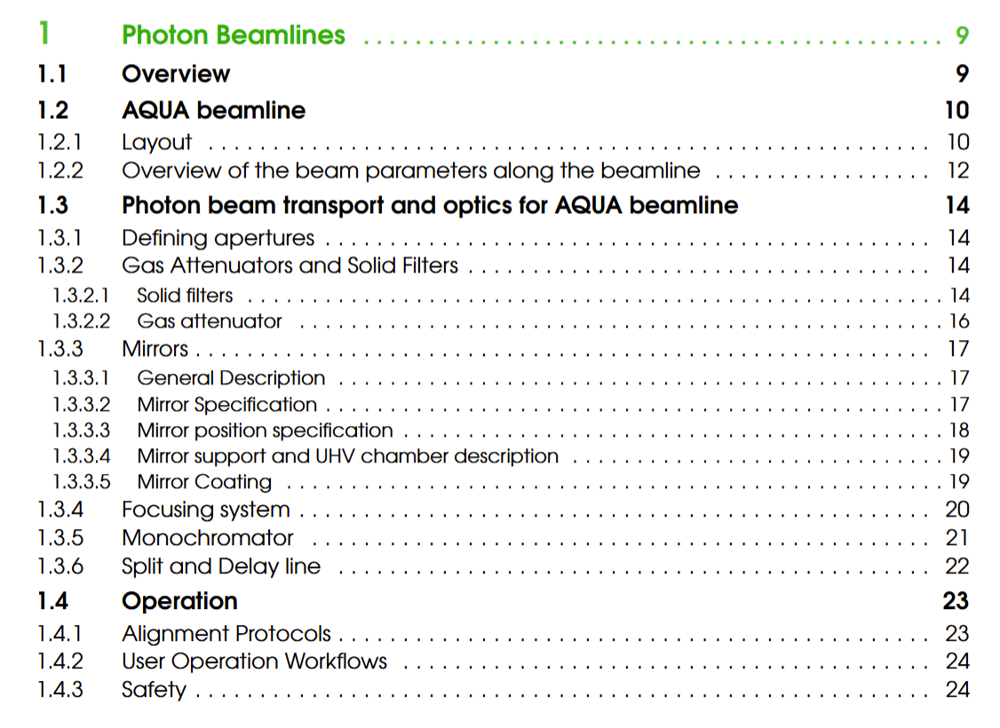 1 Photon Beamlines . . . . . . . . . . . . . . . . . . . . . . . . . . . . . . . . . . . . . . . . . . . . . 9
1.1 Overview 9
1.2 AQUA beamline 10
1.2.1 Layout . . . . . . . . . . . . . . . . . . . . . . . . . . . . . . . . . . . . . . . . . . . . . . . . . . . . . . . . 10
1.2.2 Overview of the beam parameters along the beamline . . . . . . . . . . . . . . . . . 12
1.3 Photon beam transport and optics for AQUA beamline 14
1.3.1 Defining apertures . . . . . . . . . . . . . . . . . . . . . . . . . . . . . . . . . . . . . . . . . . . . . . . 14
1.3.2 Gas Attenuators and Solid Filters . . . . . . . . . . . . . . . . . . . . . . . . . . . . . . . . . . . . 14
1.3.2.1 Solid filters . . . . . . . . . . . . . . . . . . . . . . . . . . . . . . . . . . . . . . . . . . . . . . . . . . . . . . 14
1.3.2.2 Gas attenuator . . . . . . . . . . . . . . . . . . . . . . . . . . . . . . . . . . . . . . . . . . . . . . . . . . 16
1.3.3 Mirrors . . . . . . . . . . . . . . . . . . . . . . . . . . . . . . . . . . . . . . . . . . . . . . . . . . . . . . . . . 17
1.3.3.1 General Description . . . . . . . . . . . . . . . . . . . . . . . . . . . . . . . . . . . . . . . . . . . . . . . 17
1.3.3.2 Mirror Specification . . . . . . . . . . . . . . . . . . . . . . . . . . . . . . . . . . . . . . . . . . . . . . . . 17
1.3.3.3 Mirror position specification . . . . . . . . . . . . . . . . . . . . . . . . . . . . . . . . . . . . . . . . . . 18
1.3.3.4 Mirror support and UHV chamber description . . . . . . . . . . . . . . . . . . . . . . . . . . . . . 19
1.3.3.5 Mirror Coating . . . . . . . . . . . . . . . . . . . . . . . . . . . . . . . . . . . . . . . . . . . . . . . . . . . 19
1.3.4 Focusing system . . . . . . . . . . . . . . . . . . . . . . . . . . . . . . . . . . . . . . . . . . . . . . . . . 20
1.3.5 Monochromator . . . . . . . . . . . . . . . . . . . . . . . . . . . . . . . . . . . . . . . . . . . . . . . . 21
1.3.6 Split and Delay line . . . . . . . . . . . . . . . . . . . . . . . . . . . . . . . . . . . . . . . . . . . . . . 22
1.4 Operation 23
1.4.1 Alignment Protocols . . . . . . . . . . . . . . . . . . . . . . . . . . . . . . . . . . . . . . . . . . . . . . 23
1.4.2 User Operation Workflows . . . . . . . . . . . . . . . . . . . . . . . . . . . . . . . . . . . . . . . . . 24
1.4.3 Safety . . . . . . . . . . . . . . . . . . . . . . . . . . . . . . . . . . . . . . . . . . . . . . . . . . . . . . . . . 24